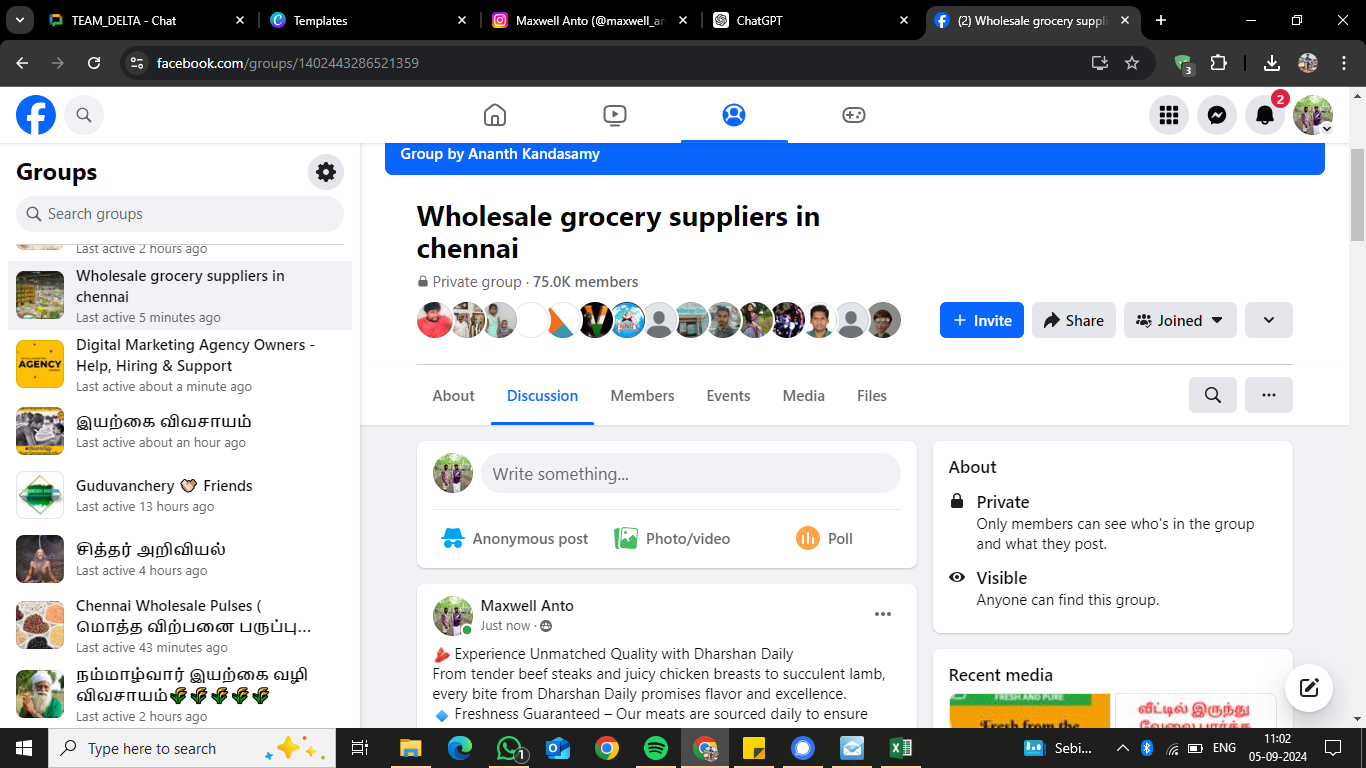 TEAM_DELTA - Chat
Templates
Maxwell Anto (@maxwell_an
ChatGPT
(2) Wholesale grocery suppli
facebook.com/groups/1402443286521359
3
2
Groups
Search groups
Last active 2 hours ago
Wholesale grocery suppliers in
chennai
Last active 5 minutes ago
Digital Marketing Agency Owners -
Help, Hiring & Support
Last active about a minute ago
AGENCY
இயற்கை விவசாயம்
Last active about an hour ago
Guduvanchery Friends
Last active 13 hours ago
சித்தர் அறிவியல்
Last active 4 hours ago
Chennai Wholesale Pulses (
மொத்த விற்பனை பருப்பு...
Last active 43 minutes ago
நம்மாழ்வார் இயற்கை வழி
விவசாயம்🌾🌾🌾🌾🌾
Last active 2 hours ago
Group by Ananth Kandasamy
Wholesale grocery suppliers in
chennai
Private group · 75.0K members
+ Invite
Share
Joined
About
Discussion
Members
Events
Media
Files
Write something...
Anonymous post
Photo/video
Poll
Maxwell Anto
Just now ·
🌶️ Experience Unmatched Quality with Dharshan Daily
From tender beef steaks and juicy chicken breasts to succulent lamb,
every bite from Dharshan Daily promises flavor and excellence.
🔹 Freshness Guaranteed – Our meats are sourced daily to ensure
About
Private
Only members can see who's in the group
and what they post.
Visible
Anyone can find this group.
Recent media
FRESH AND PURE
Fresh from the
வீட்டில் இருந்து
வேலை பார்க்க
Type here to search
1
Sebi...
ENG
11:02
05-09-2024